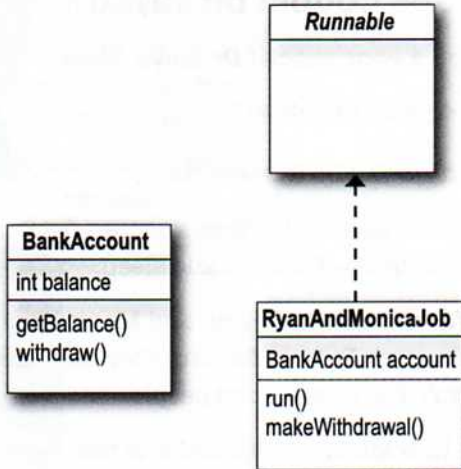 Runnable
BankAccount
int balance
getBalance()
withdraw()
RyanAndMonicaJob
BankAccount account
run()
makeWithdrawal()